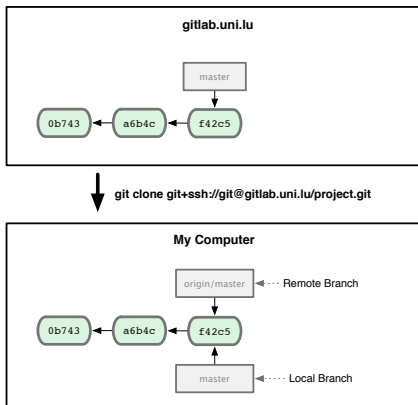 gitlab.uni.lu
master
0b743 a6b4c f42c5
git clone git+ssh://git@gitlab.uni.lu/project.git
My Computer
origin/master Remote Branch
0b743 a6b4c f42c5
master Local Branch